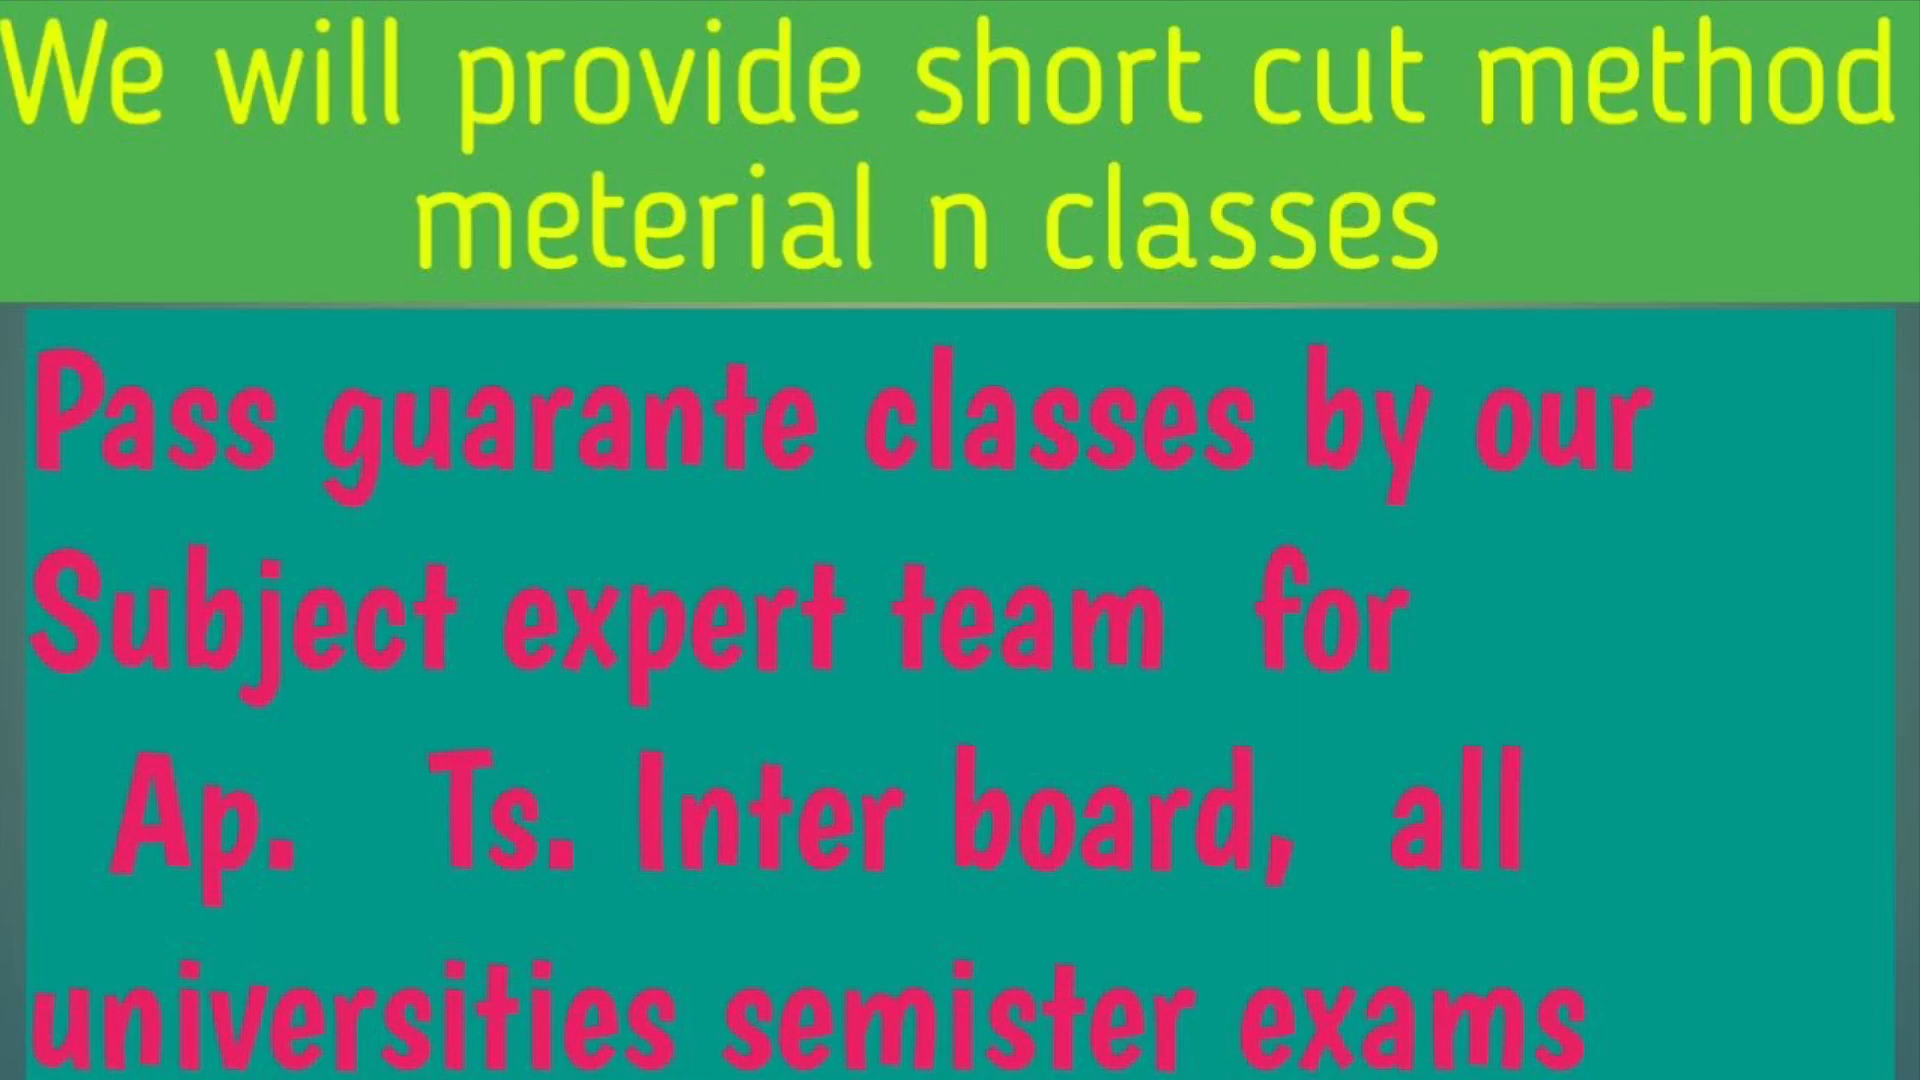 We will provide short cut method
meterial n classes
Pass guarante classes by our
Subject expert team for
Ap. Ts. Inter board, all
universities semister exams